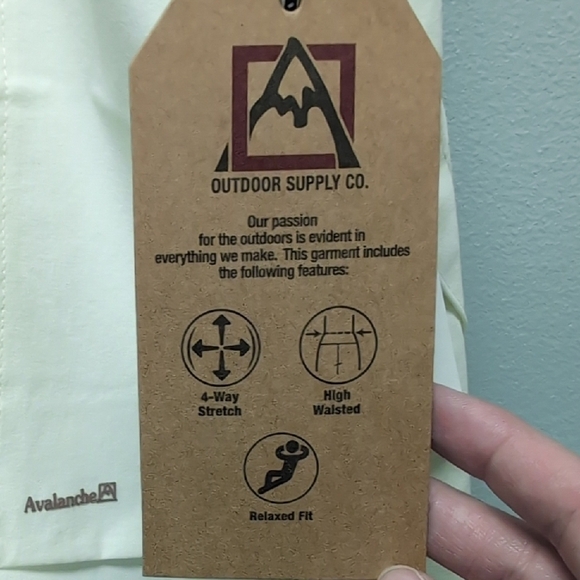 OUTDOOR SUPPLY CO.
Our passion
for the outdoors is evident in
everything we make. This garment includes
the following features:
4-Way
Stretch
High
Waisted
Relaxed Fit
Avalanche